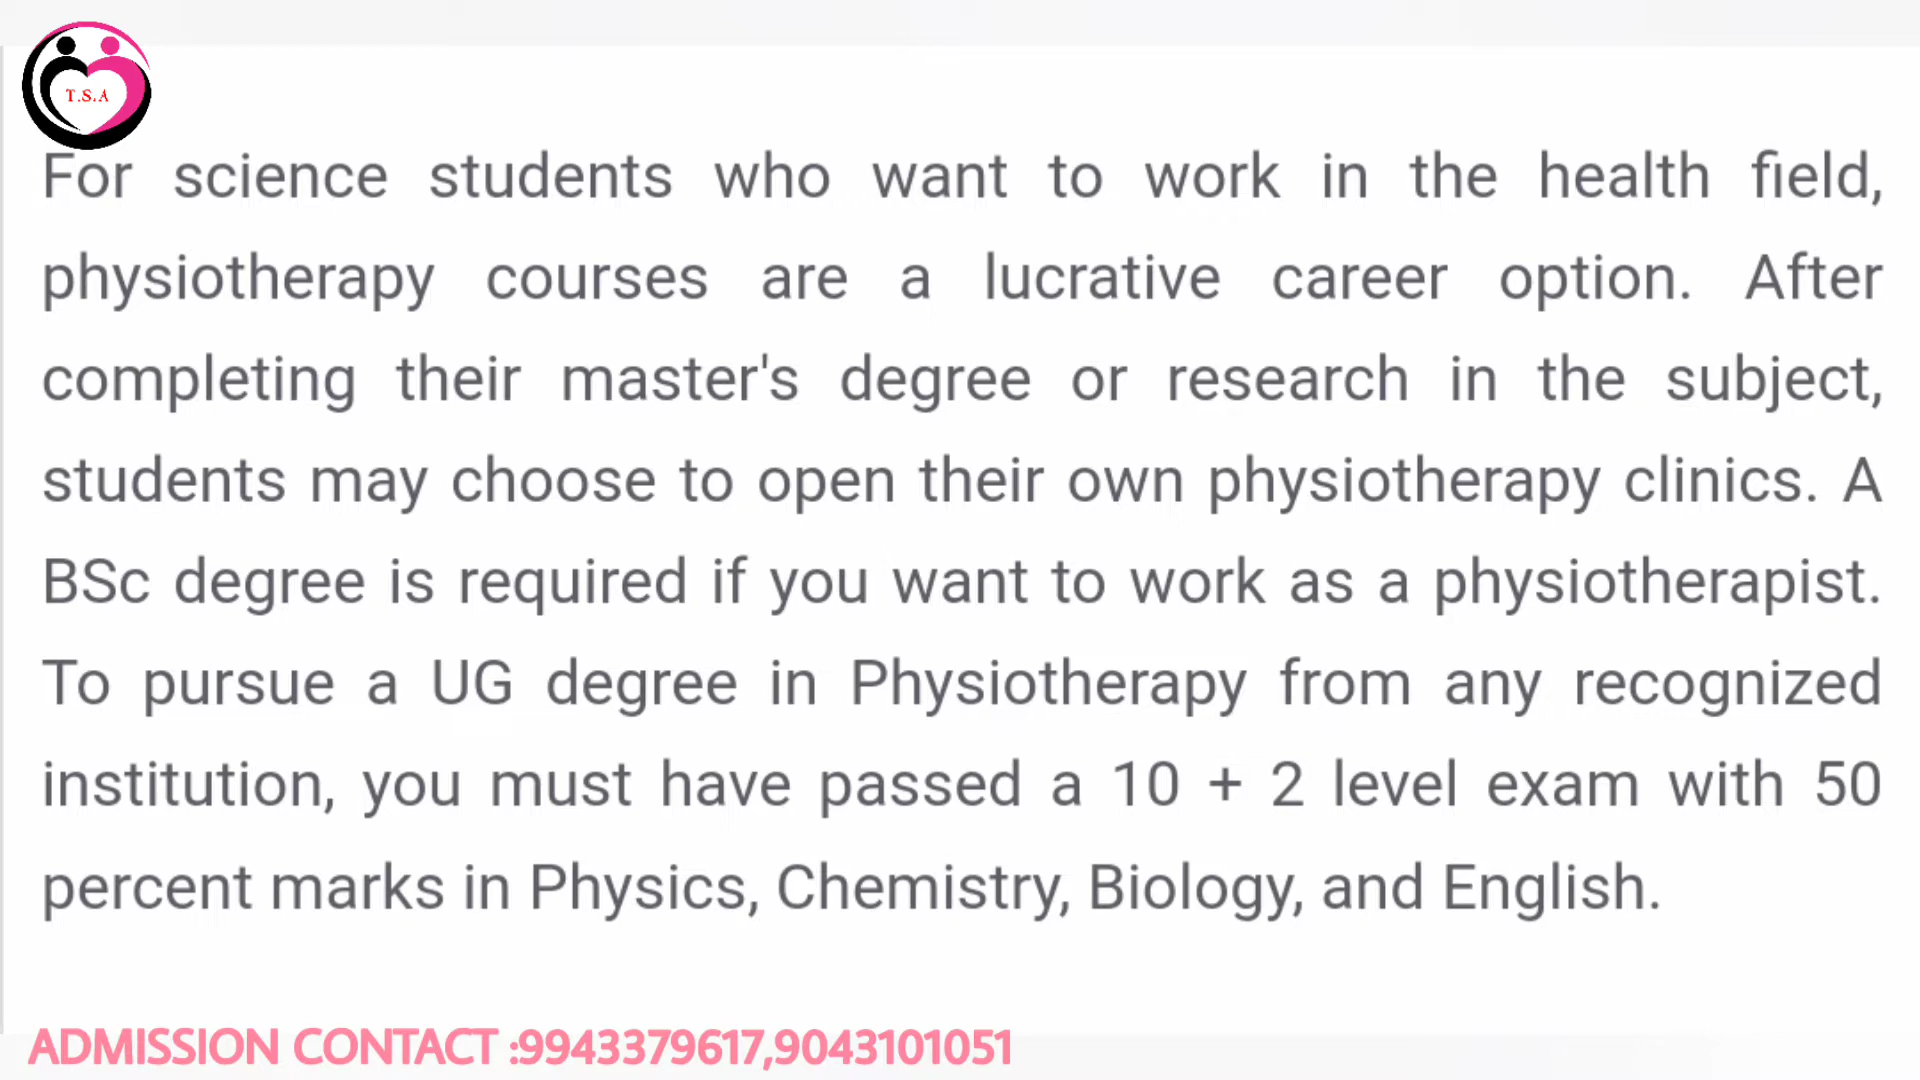 T.S.A
For science students who want to work in the health field,
physiotherapy courses are a lucrative career option. After
completing their master's degree or research in the subject,
students may choose to open their own physiotherapy clinics. A
BSc degree is required if you want to work as a physiotherapist.
To pursue a UG degree in Physiotherapy from any recognized
institution, you must have passed a 10 + 2 level exam with 50
percent marks in Physics, Chemistry, Biology, and English.
ADMISSION CONTACT :9943379617,9043101051